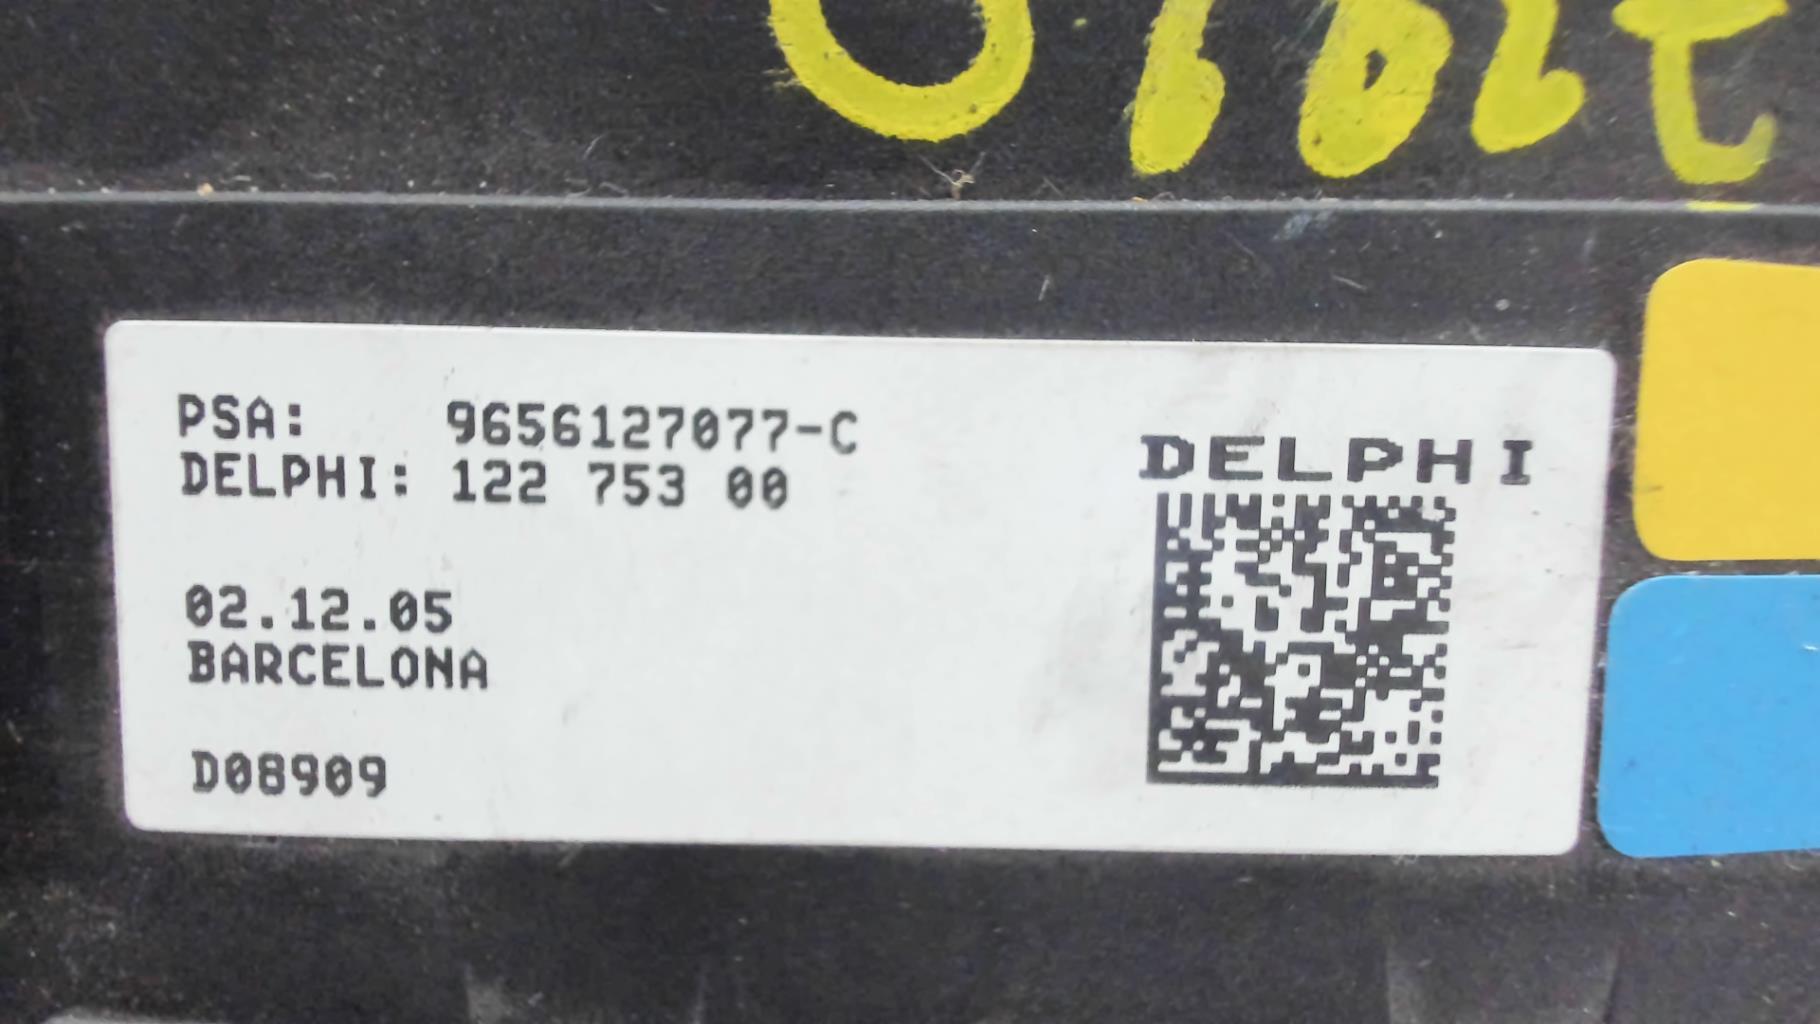 PSA: 9656127077-C
DELPHI: 122 753 00
DELPHI
02.12.05
BARCELONA
D08909